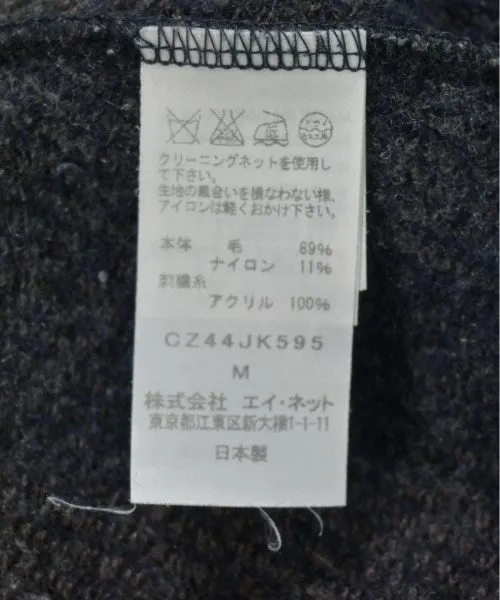 クリーニングネットを使用し
て下さい。
生地の風合いを損なわない様、
アイロンは軽くおかけ下さい。
本体 毛 89%
ナイロン 11%
刺繍糸
アクリル 100%
CZ44JK595
M
株式会社 エイ・ネット
東京都江東区新大橋1-1-11
日本製